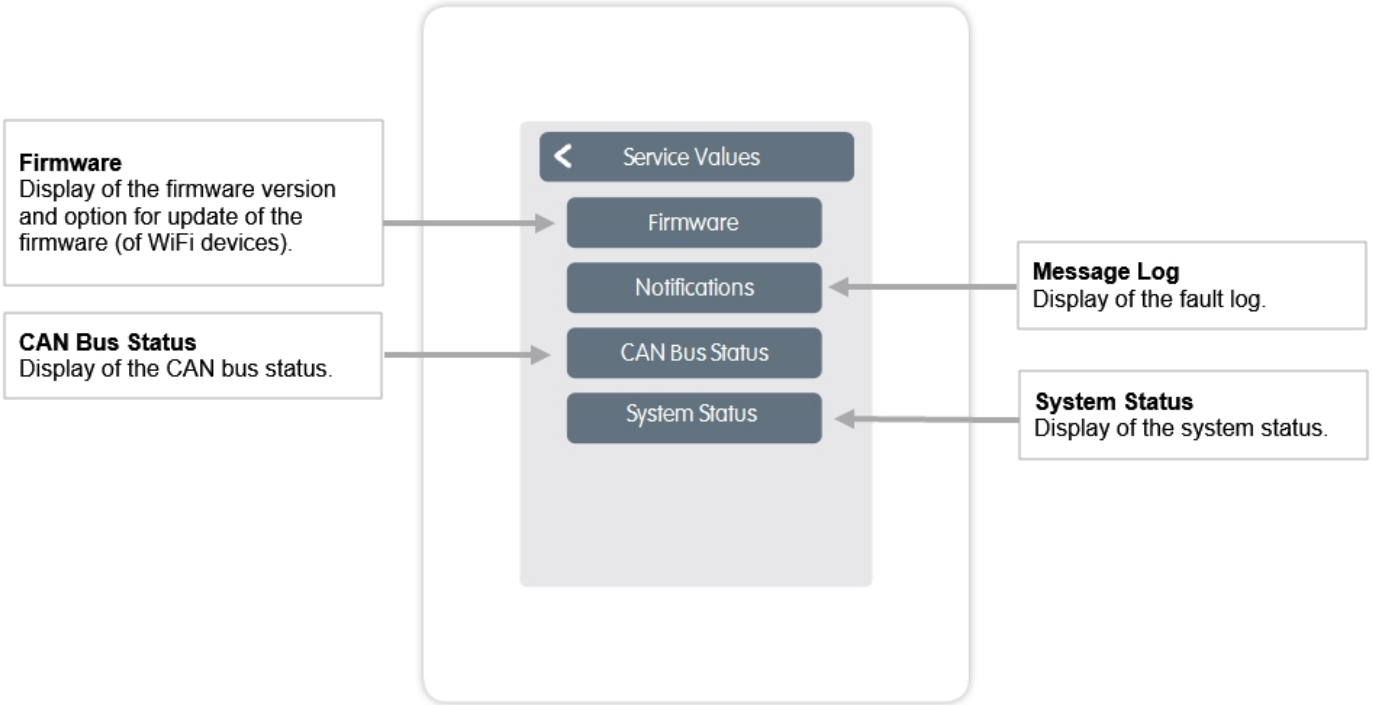 Firmware
Display of the firmware version
and option for update of the
firmware (of WiFi devices).
CAN Bus Status
Display of the CAN bus status.
Service Values
Firmware
Notifications
CAN Bus Status
System Status
Message Log
Display of the fault log.
System Status
Display of the system status.